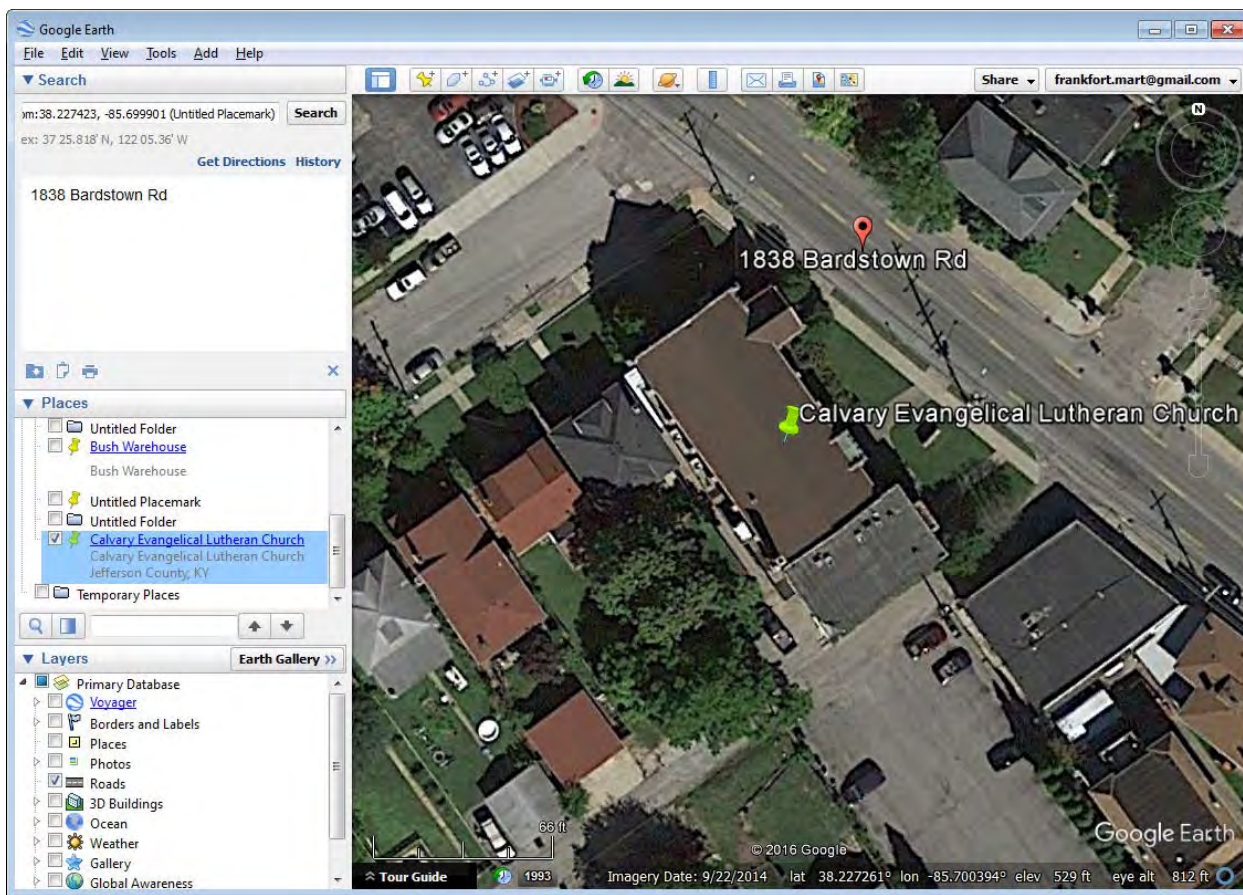 Google Earth
File Edit View Tools Add Help
Search
om:38.227423, -85.699901 (Untitled Placemark) Search
ex: 37 25.818' N, 122 05.36' W
Get Directions History
1838 Bardstown Rd
Places
Untitled Folder
Bush Warehouse
Bush Warehouse
Untitled Placemark
Untitled Folder
Calvary Evangelical Lutheran Church
Calvary Evangelical Lutheran Church
Jefferson County, KY
Temporary Places
Layers Earth Gallery >>
Primary Database
Voyager
Borders and Labels
Places
Photos
Roads
3D Buildings
Ocean
Weather
Gallery
Global Awareness
Share frankfort.mart@gmail.com
N
1838 Bardstown Rd
Calvary Evangelical Lutheran Church
66 ft
© 2016 Google
Google Earth
Tour Guide 1993 Imagery Date: 9/22/2014 lat 38.227261° lon -85.700394° elev 529 ft eye alt 812 ft